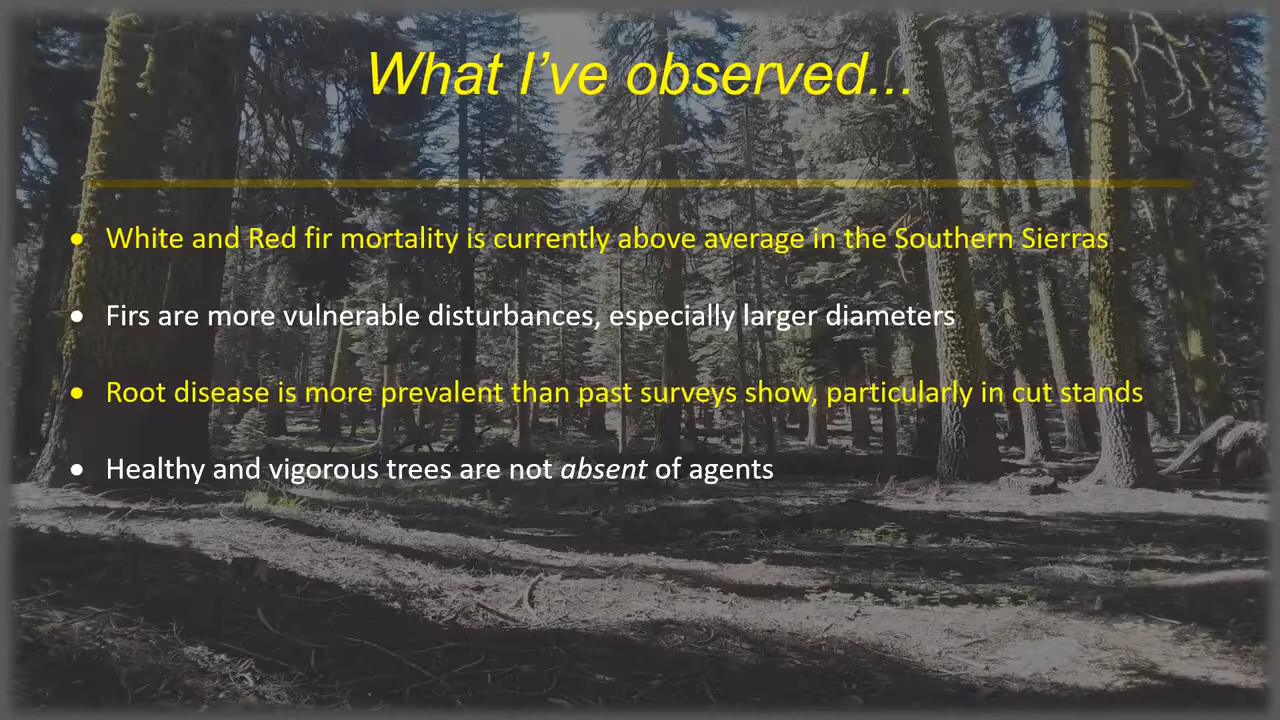 What I’ve observed...
• White and Red fir mortality is currently above average in the Southern Sierras
• Firs are more vulnerable disturbances, especially larger diameters
• Root disease is more prevalent than past surveys show, particularly in cut stands
• Healthy and vigorous trees are not absent of agents